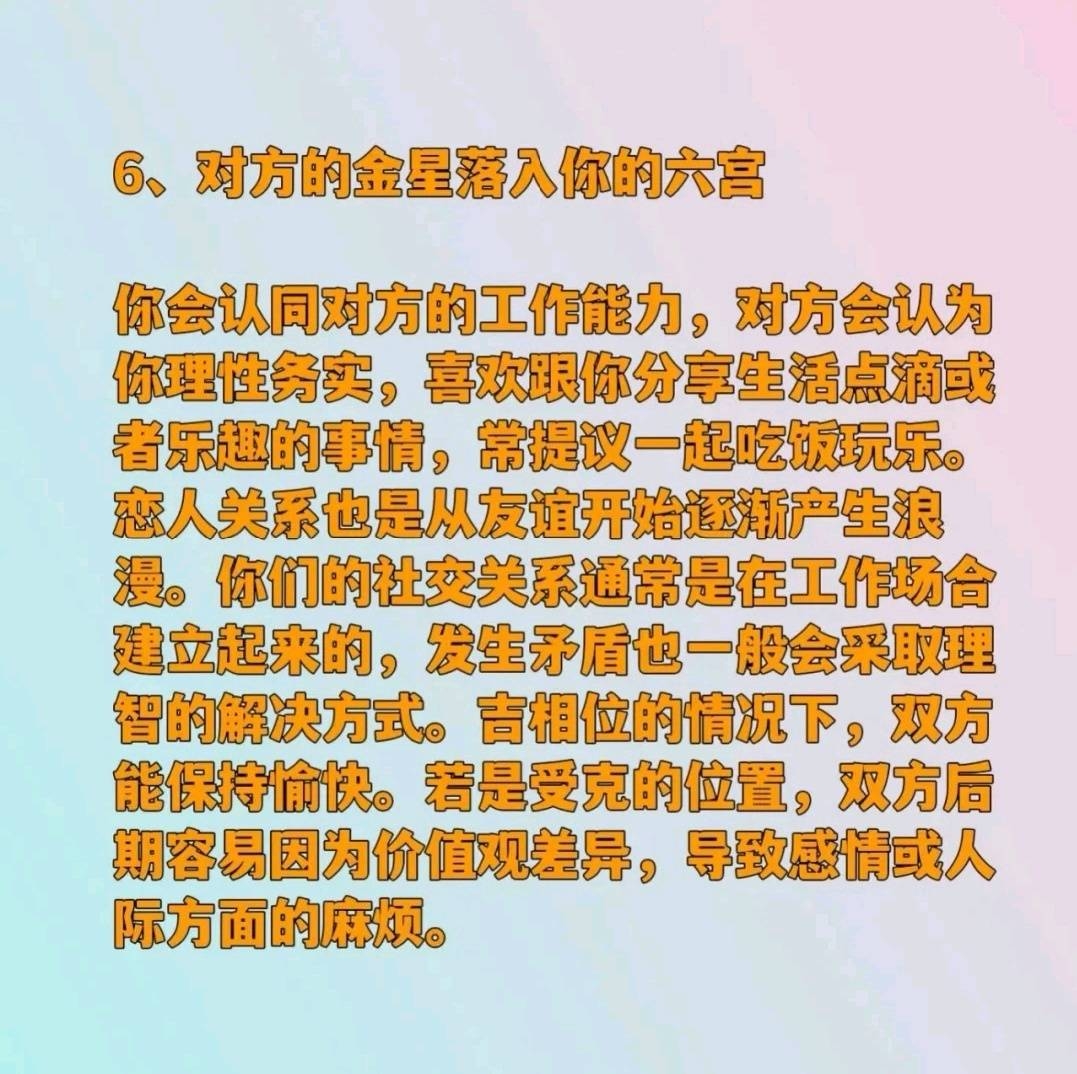 6、对方的金星落入你的六宫
你会认同对方的工作能力，对方会认为
你理性务实，喜欢跟你分享生活点滴或
者乐趣的事情，常提议一起吃饭玩乐。
恋人关系也是从友谊开始逐渐产生浪
漫。你们的社交关系通常是在工作场合
建立起来的，发生矛盾也一般会采取理
智的解决方式。吉相位的情况下，双方
能保持愉快。若是受克的位置，双方后
期容易因为价值观差异，导致感情或人
际方面的麻烦。